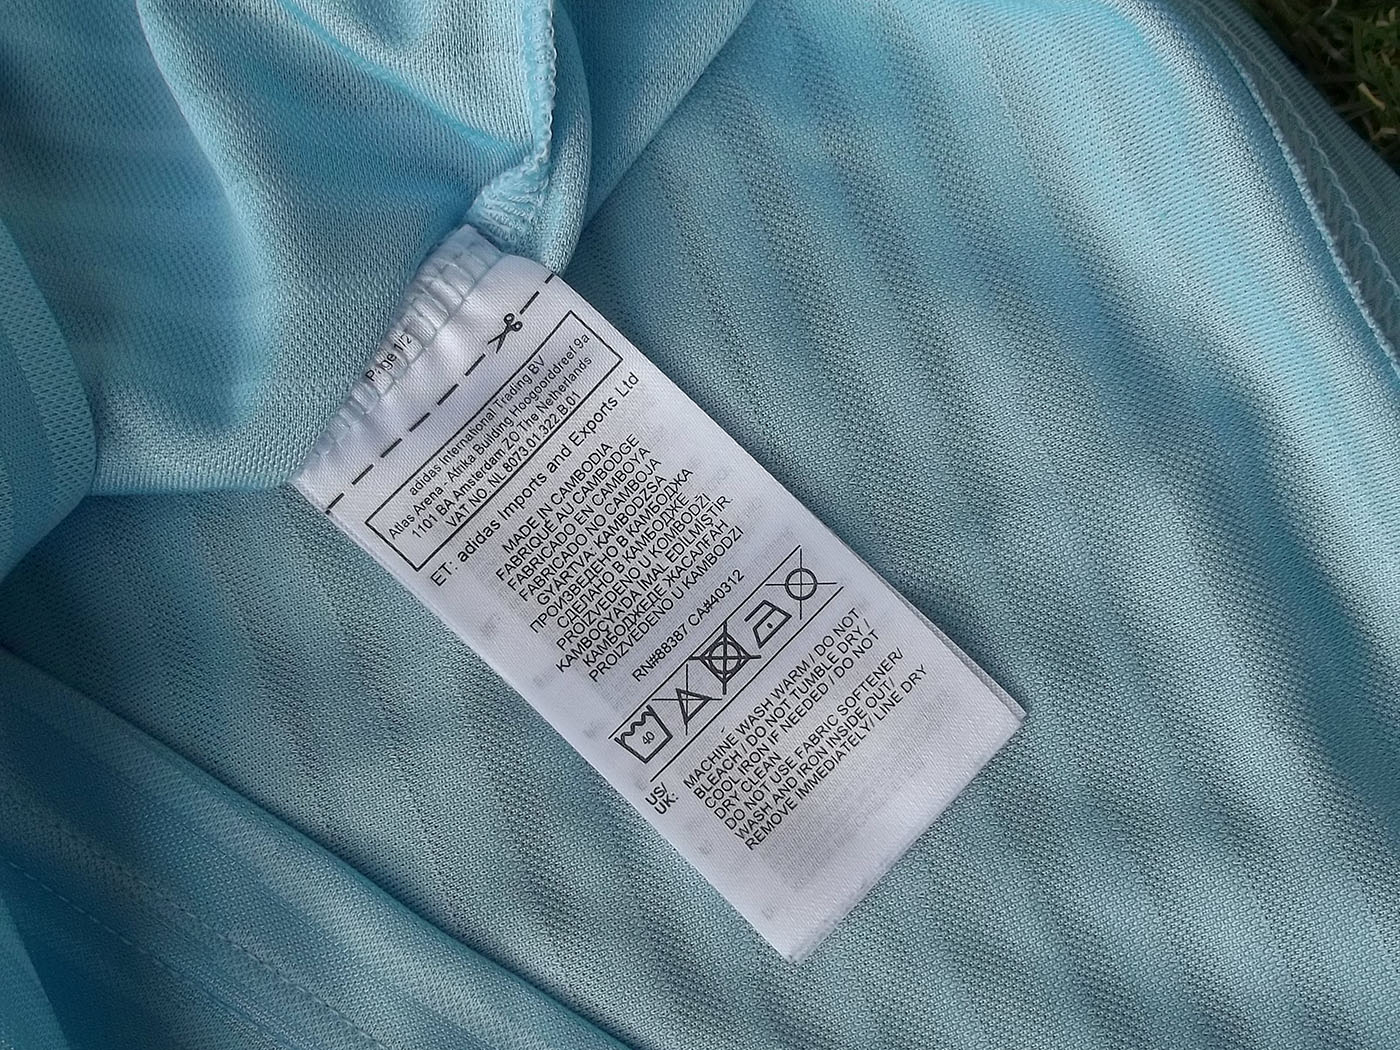 Page 1/2
adidas International Trading BV
Atlas Arena - Afrika Building Hoogoorddreef 9a
1101 BA Amsterdam ZO The Netherlands
VAT NO. NL 8073.01.322.B.01
ET: adidas Imports and Exports Ltd
MADE IN CAMBODIA
FABRIQUÉ AU CAMBODGE
FABRICADO EN CAMBOYA
FABRICADO NO CAMBOJA
GYÁRTVA: KAMBODZSA
ПРОИЗВЕДЕНО В КАМБОДЖА
СДЕЛАНО В КАМБОДЖЕ
PROIZVEDENO U KOMBODŽI
KAMBOÇYA'DA İMAL EDİLMİŞTİR.
КАМБОДЖЕДЕ ЖАСАЛҒАН
PROIZVEDENO U KAMBODZI
RN#88387 CA#40312
40
US/
UK:
MACHINE WASH WARM / DO NOT
BLEACH / DO NOT TUMBLE DRY /
COOL IRON IF NEEDED / DO NOT
DRY CLEAN
DO NOT USE FABRIC SOFTENER/
WASH AND IRON INSIDE OUT/
REMOVE IMMEDIATELY/ LINE DRY